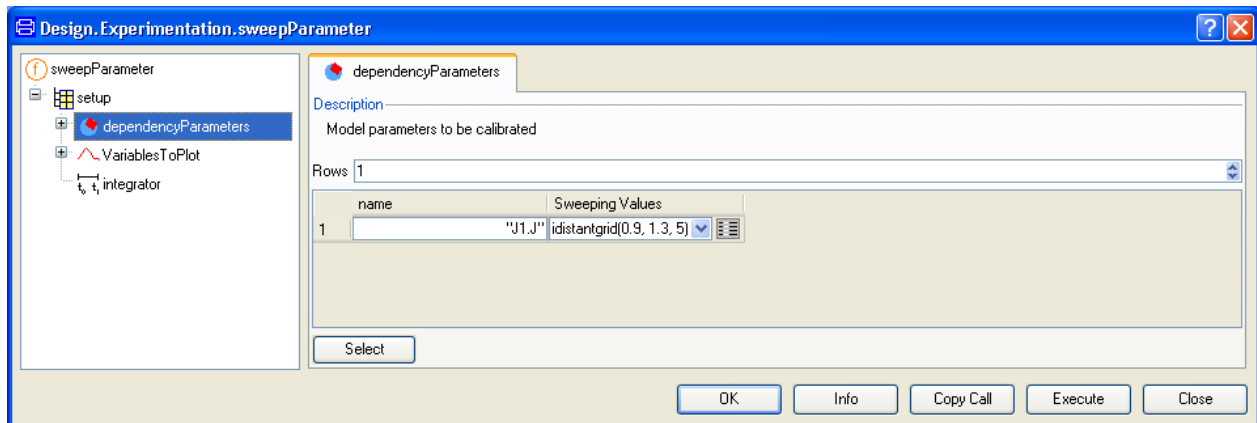 Design.Experimentation.sweepParameter
sweepParameter
setup
dependencyParameters
VariablesToPlot
integrator
dependencyParameters
Description
Model parameters to be calibrated
Rows 1
name Sweeping Values
1 "J1.J" idistantgrid(0.9, 1.3, 5)
Select
OK Info Copy Call Execute Close